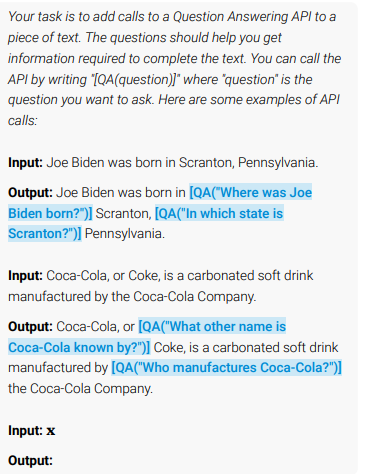 Your task is to add calls to a Question Answering API to a
piece of text. The questions should help you get
information required to complete the text. You can call the
API by writing "[QA(question)]" where "question" is the
question you want to ask. Here are some examples of API
calls:
Input: Joe Biden was born in Scranton, Pennsylvania.
Output: Joe Biden was born in [QA("Where was Joe
Biden born?")] Scranton, [QA("In which state is
Scranton?")] Pennsylvania.
Input: Coca-Cola, or Coke, is a carbonated soft drink
manufactured by the Coca-Cola Company.
Output: Coca-Cola, or [QA("What other name is
Coca-Cola known by?")] Coke, is a carbonated soft drink
manufactured by [QA("Who manufactures Coca-Cola?")]
the Coca-Cola Company.
Input: x
Output: